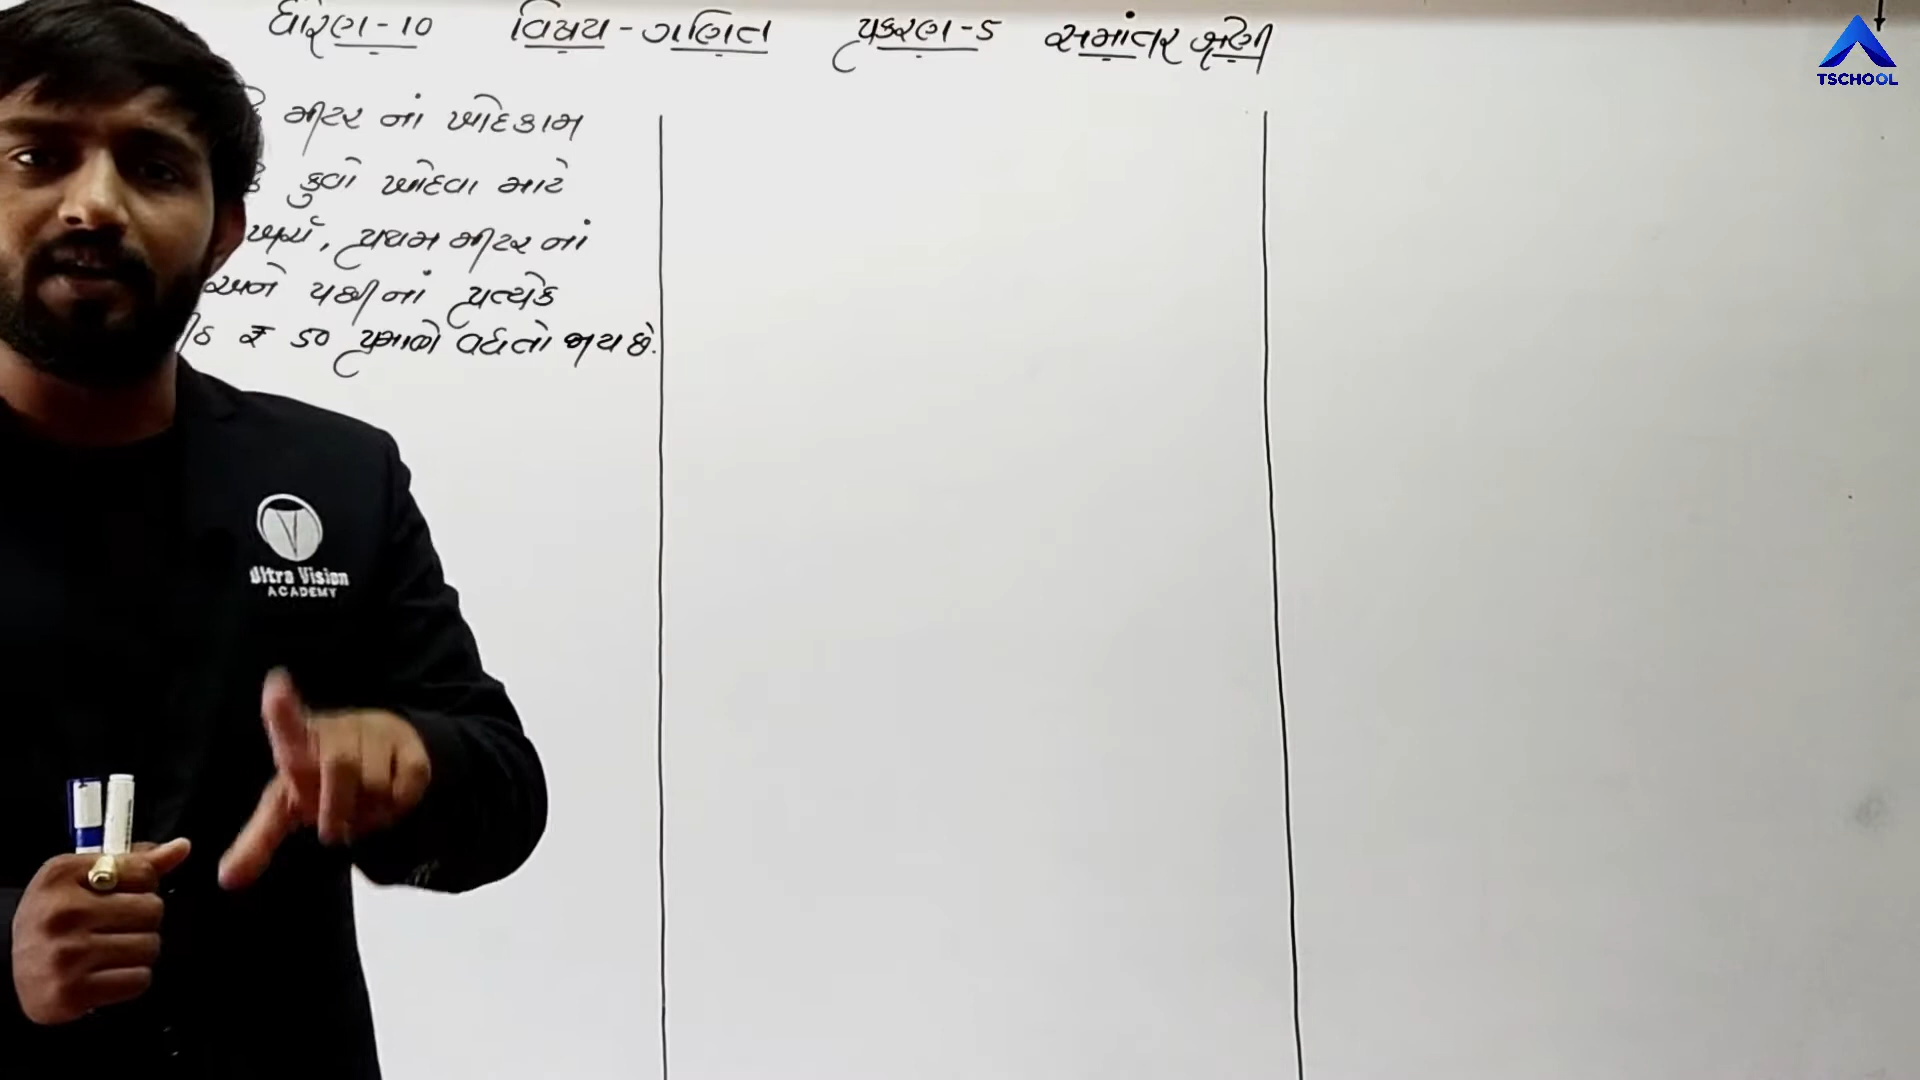 ધોરણ - 10 વિષય - ગણિત પ્રકરણ - 5 સમાંતર શ્રેણી
TSCHOOL
મીટર નાં ખોદકામ
કુવો ખોદવા માટે
ખર્ચ, પ્રથમ મીટર નાં
અને પછીનાં પ્રત્યેક
₹ 50 પ્રમાણે વધતો જાય છે.
Ultra Vision
ACADEMY